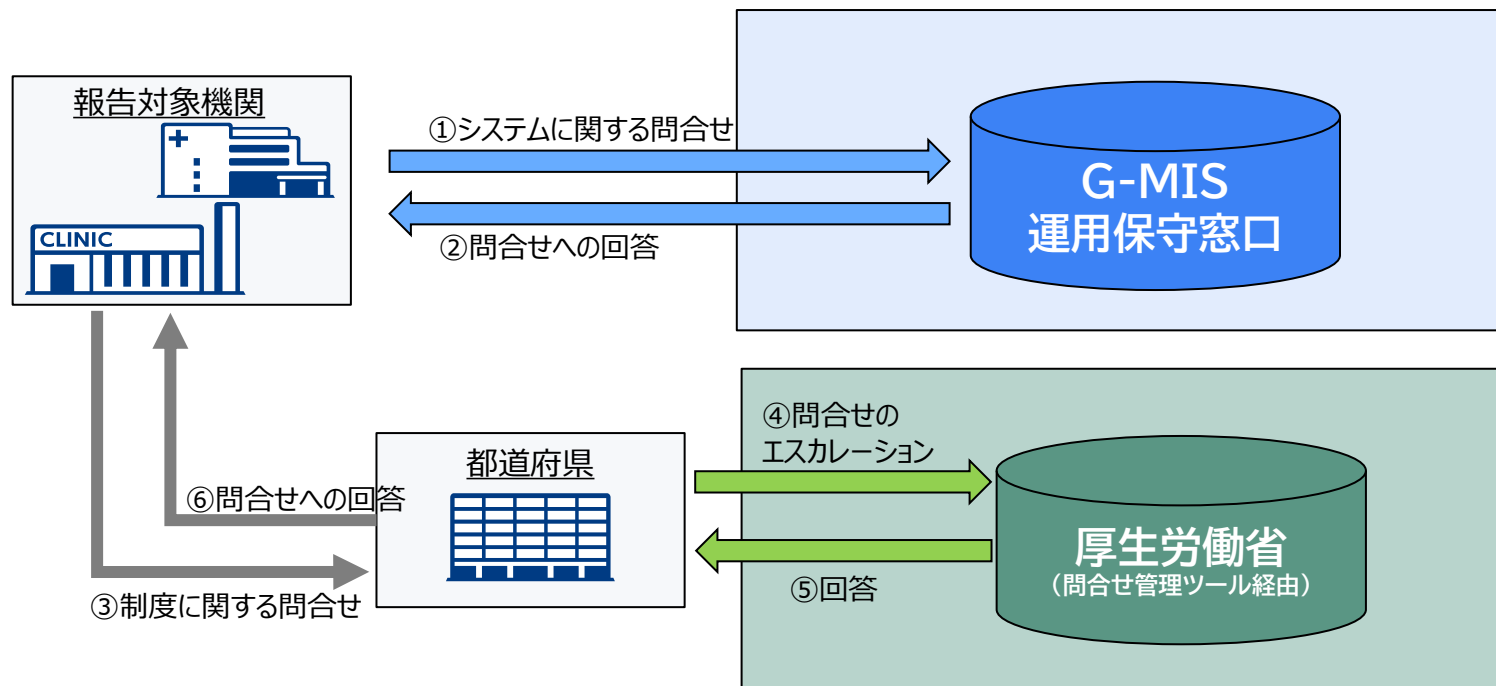 報告対象機関
CLINIC
①システムに関する問合せ
②問合せへの回答
G-MIS
運用保守窓口
都道府県
⑥問合せへの回答
③制度に関する問合せ
④問合せの
エスカレーション
⑤回答
厚生労働省
（問合せ管理ツール経由）